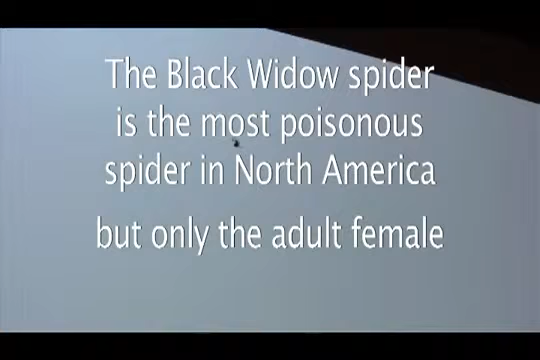 The Black Widow spider
is the most poisonous
spider in North America
but only the adult female